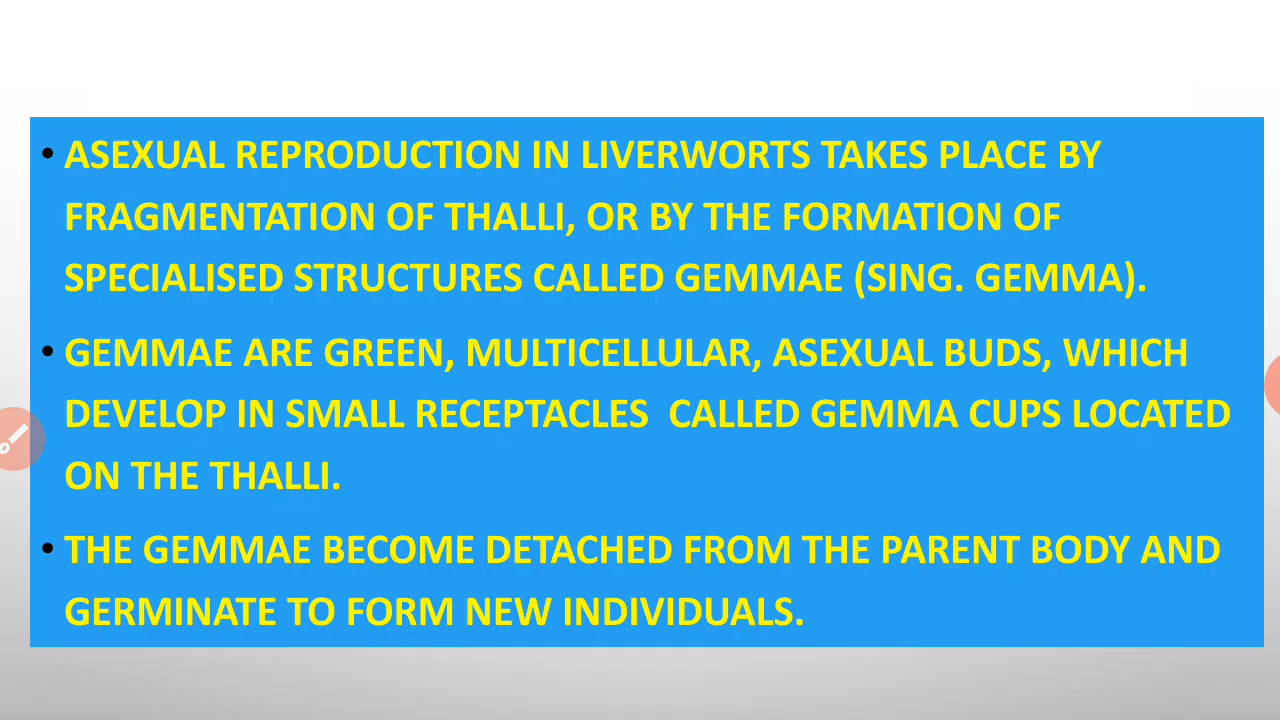 • ASEXUAL REPRODUCTION IN LIVERWORTS TAKES PLACE BY
FRAGMENTATION OF THALLI, OR BY THE FORMATION OF
SPECIALISED STRUCTURES CALLED GEMMAE (SING. GEMMA).
• GEMMAE ARE GREEN, MULTICELLULAR, ASEXUAL BUDS, WHICH
DEVELOP IN SMALL RECEPTACLES  CALLED GEMMA CUPS LOCATED
ON THE THALLI.
• THE GEMMAE BECOME DETACHED FROM THE PARENT BODY AND
GERMINATE TO FORM NEW INDIVIDUALS.